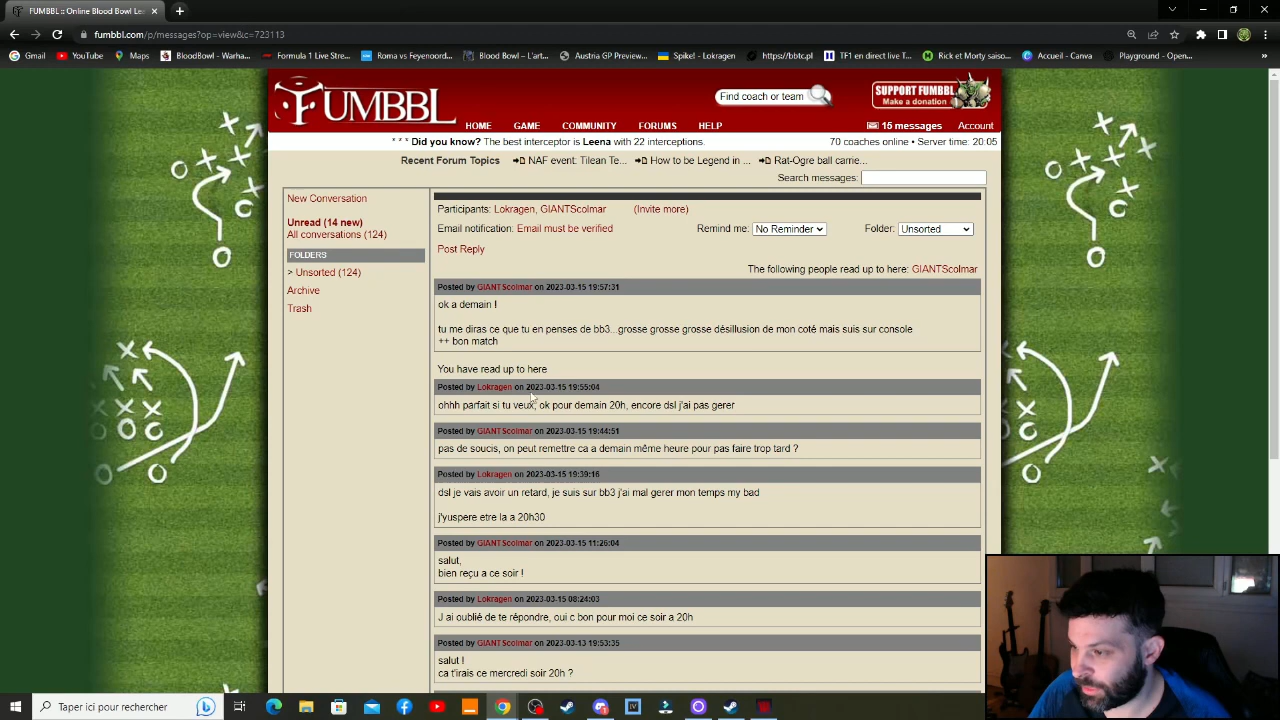 FUMBBL :: Online Blood Bowl Le
fumbbl.com/p/messages?op=view&c=723113
Gmail
YouTube
Maps
BloodBowl - Warha...
Formula 1 Live Stre...
Roma vs Feyenoord...
Blood Bowl – L'art...
Austria GP Preview...
Spike! - Lokragen
https//bbtc.pl
TF1 en direct live T...
Rick et Morty saiso...
Accueil - Canva
Playground - Open...
»
FUMBBL
Find coach or team
SUPPORT FUMBBL
Make a donation
HOME GAME COMMUNITY FORUMS HELP
15 messages Account
* * * Did you know? The best interceptor is Leena with 22 interceptions.
70 coaches online • Server time: 20:05
Recent Forum Topics NAF event: Tilean Te... How to be Legend in ... Rat-Ogre ball carrie...
Search messages:
New Conversation
Unread (14 new)
All conversations (124)
FOLDERS
> Unsorted (124)
Archive
Trash
Participants: Lokragen, GIANTScolmar (Invite more)
Email notification: Email must be verified Remind me: No Reminder Folder: Unsorted
Post Reply
The following people read up to here: GIANTScolmar
Posted by GIANTScolmar on 2023-03-15 19:57:31
ok a demain !
tu me diras ce que tu en penses de bb3...grosse grosse grosse désillusion de mon coté mais suis sur console
++ bon match
You have read up to here
Posted by Lokragen on 2023-03-15 19:55:04
ohhh parfait si tu veux, ok pour demain 20h, encore dsl j'ai pas gerer
Posted by GIANTScolmar on 2023-03-15 19:44:51
pas de soucis, on peut remettre ca a demain même heure pour pas faire trop tard ?
Posted by Lokragen on 2023-03-15 19:39:16
dsl je vais avoir un retard, je suis sur bb3 j'ai mal gerer mon temps my bad
j'yuspere etre la a 20h30
Posted by GIANTScolmar on 2023-03-15 11:26:04
salut,
bien reçu a ce soir !
Posted by Lokragen on 2023-03-15 08:24:03
J ai oublié de te répondre, oui c bon pour moi ce soir a 20h
Posted by GIANTScolmar on 2023-03-13 19:53:35
salut !
ca t'irais ce mercredi soir 20h ?
Taper ici pour rechercher